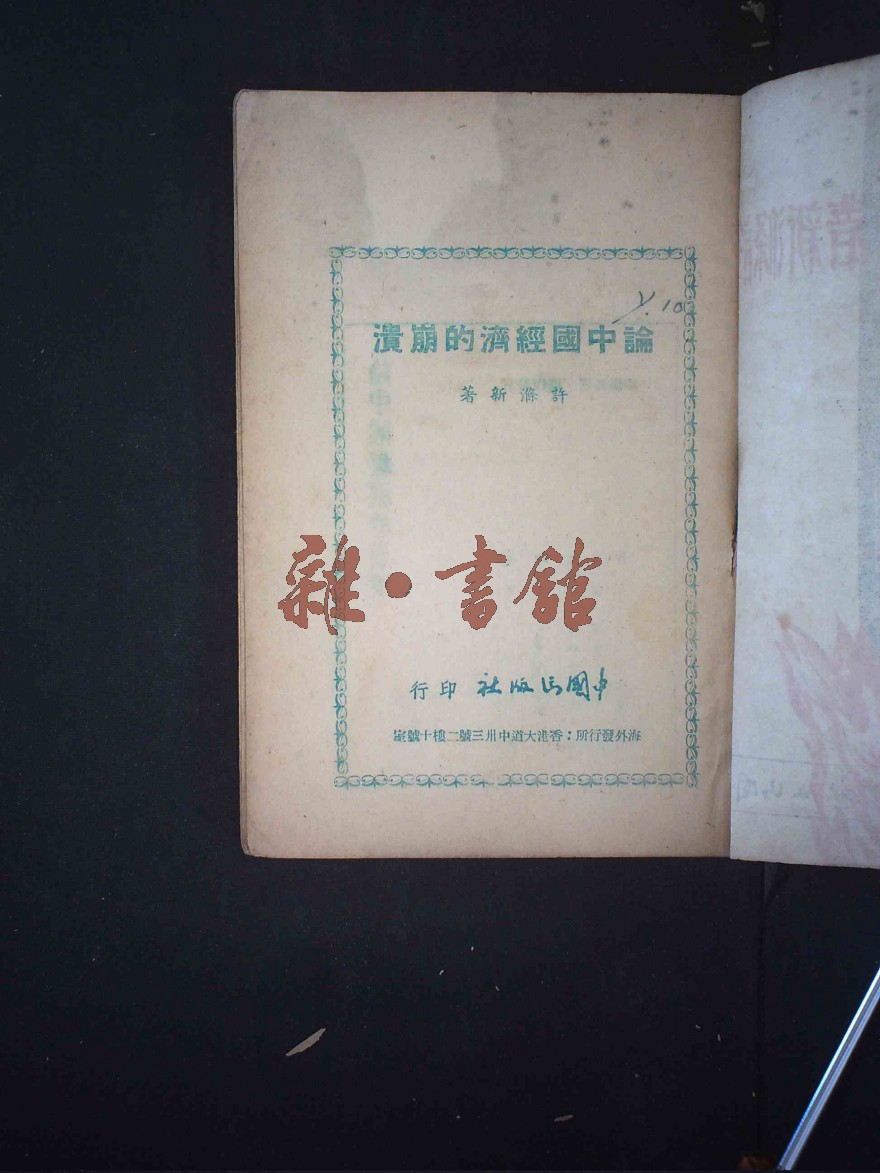 論中國經濟的崩潰
許滌新著
雜·書館
中國出版社 印行
海外發行所：香港大道中卅三號二樓十號室